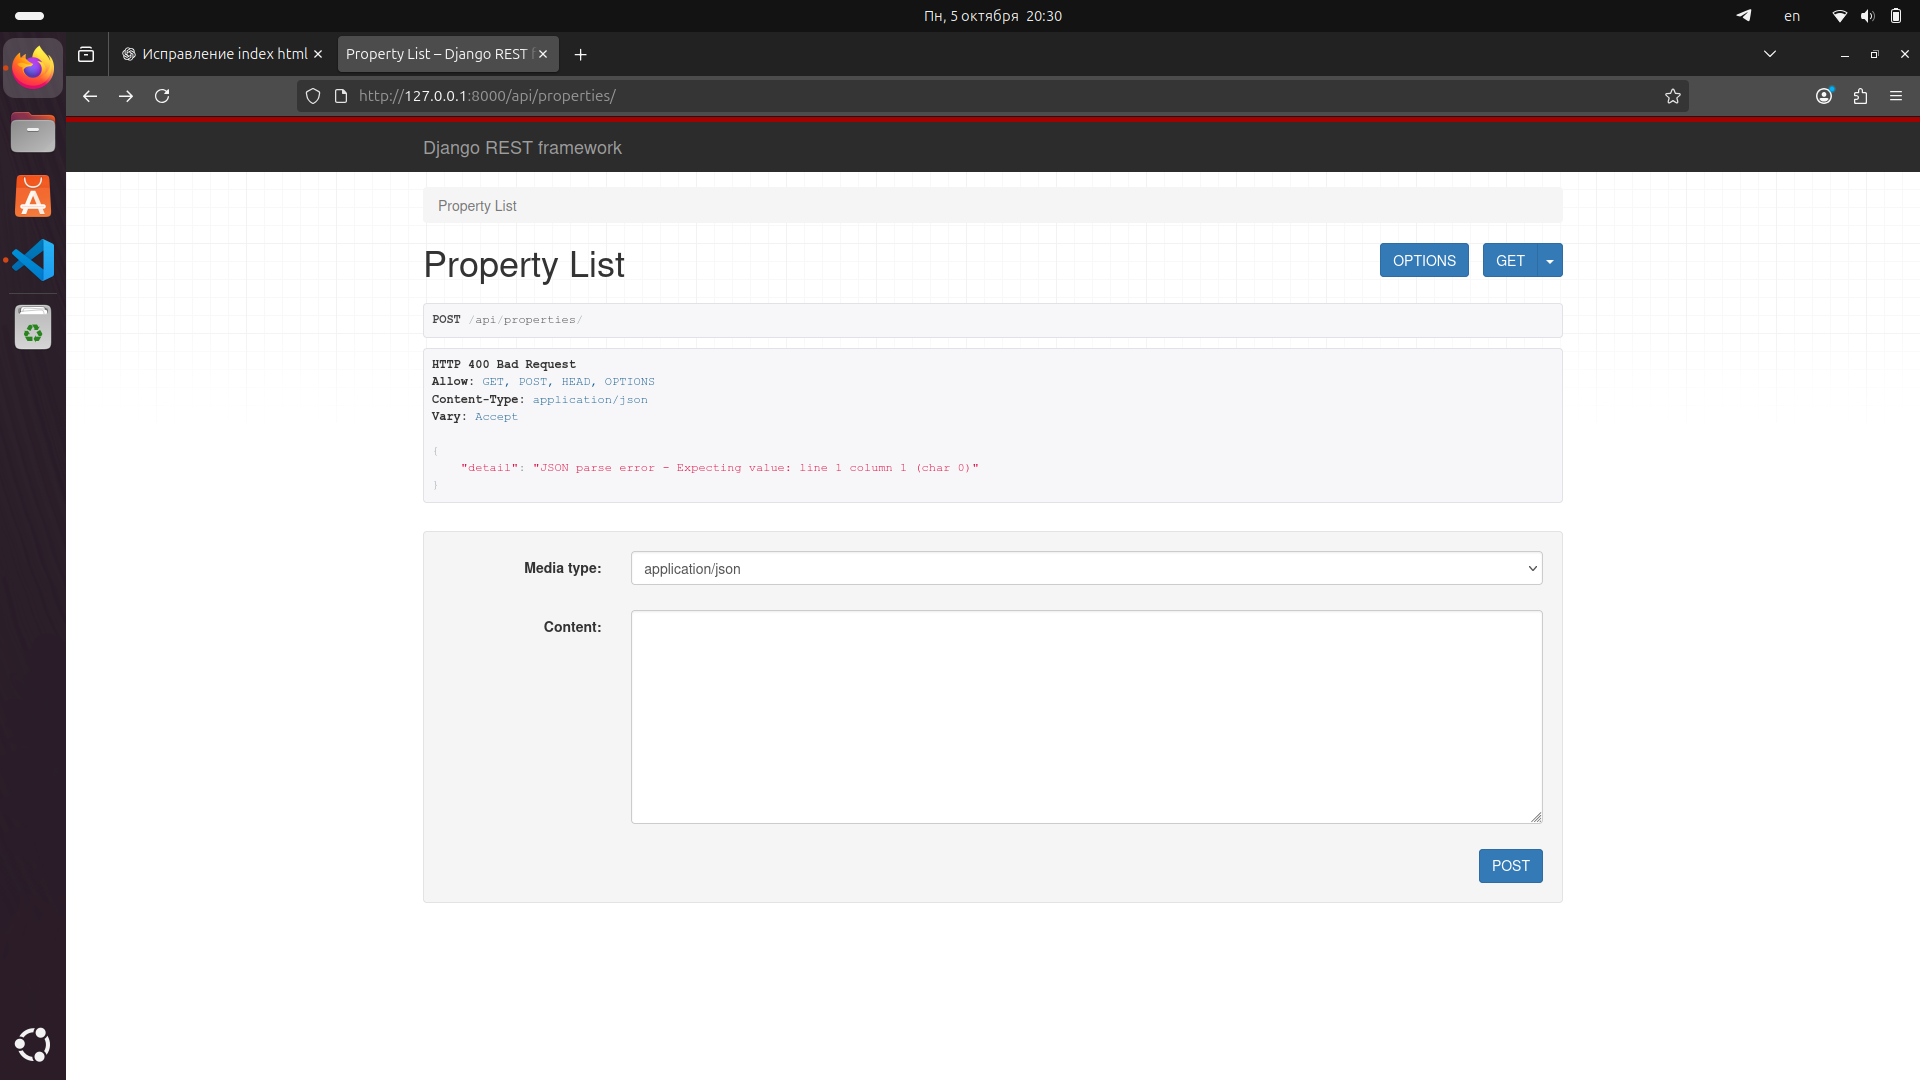 Пн, 5 октября 20:30
en
Исправление index html
Property List – Django REST f
http://127.0.0.1:8000/api/properties/
Django REST framework
Property List
Property List
OPTIONS
GET
POST /api/properties/
HTTP 400 Bad Request
Allow: GET, POST, HEAD, OPTIONS
Content-Type: application/json
Vary: Accept
{
"detail": "JSON parse error - Expecting value: line 1 column 1 (char 0)"
}
Media type:
application/json
Content:
POST